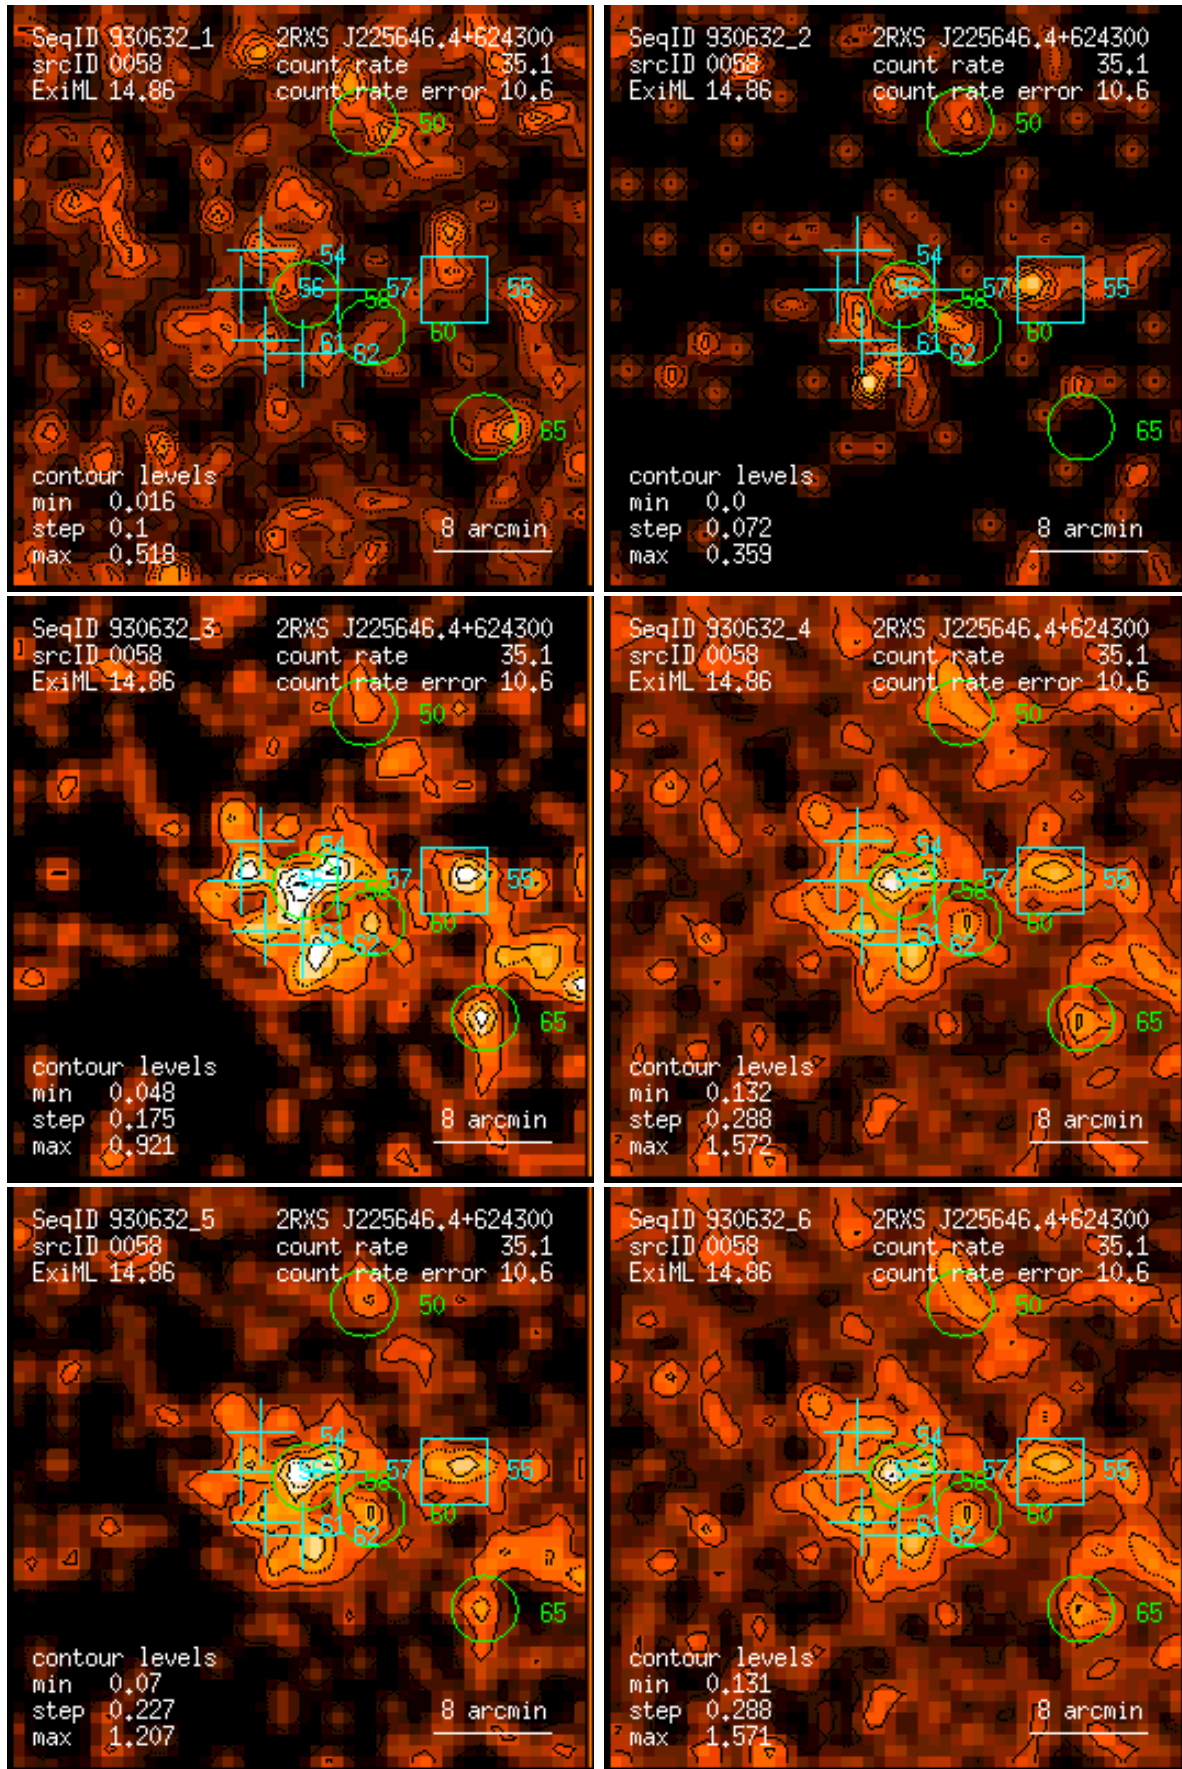 SeqID 930632_1 2RXS J225646.4+624300
srcID 0058 count rate 35.1
ExiML 14.86 count rate error 10.6
50
54
56 57 55
58
60
61 62
65
contour levels
min 0.016
step 0.1
max 0.518
8 arcmin
SeqID 930632_2 2RXS J225646.4+624300
srcID 0058 count rate 35.1
ExiML 14.86 count rate error 10.6
50
54
56 57 55
58
60
61 62
65
contour levels
min 0.0
step 0.072
max 0.359
8 arcmin
SeqID 930632_3 2RXS J225646.4+624300
srcID 0058 count rate 35.1
ExiML 14.86 count rate error 10.6
50
54
56 57 55
58
60
61 62
65
contour levels
min 0.048
step 0.175
max 0.921
8 arcmin
SeqID 930632_4 2RXS J225646.4+624300
srcID 0058 count rate 35.1
ExiML 14.86 count rate error 10.6
50
54
56 57 55
58
60
61 62
65
contour levels
min 0.132
step 0.288
max 1.572
8 arcmin
SeqID 930632_5 2RXS J225646.4+624300
srcID 0058 count rate 35.1
ExiML 14.86 count rate error 10.6
50
54
56 57 55
58
60
61 62
65
contour levels
min 0.07
step 0.227
max 1.207
8 arcmin
SeqID 930632_6 2RXS J225646.4+624300
srcID 0058 count rate 35.1
ExiML 14.86 count rate error 10.6
50
54
56 57 55
58
60
61 62
65
contour levels
min 0.131
step 0.288
max 1.571
8 arcmin